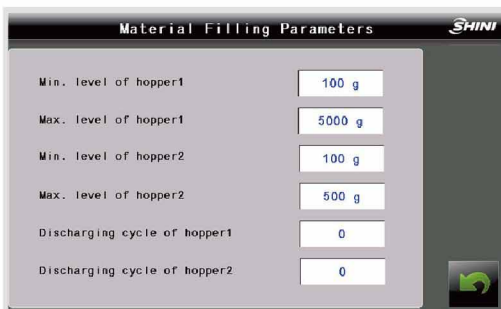 Material Filling Parameters
SHINI
Min. level of hopper1
100 g
Max. level of hopper1
5000 g
Min. level of hopper2
100 g
Max. level of hopper2
500 g
Discharging cycle of hopper1
0
Discharging cycle of hopper2
0